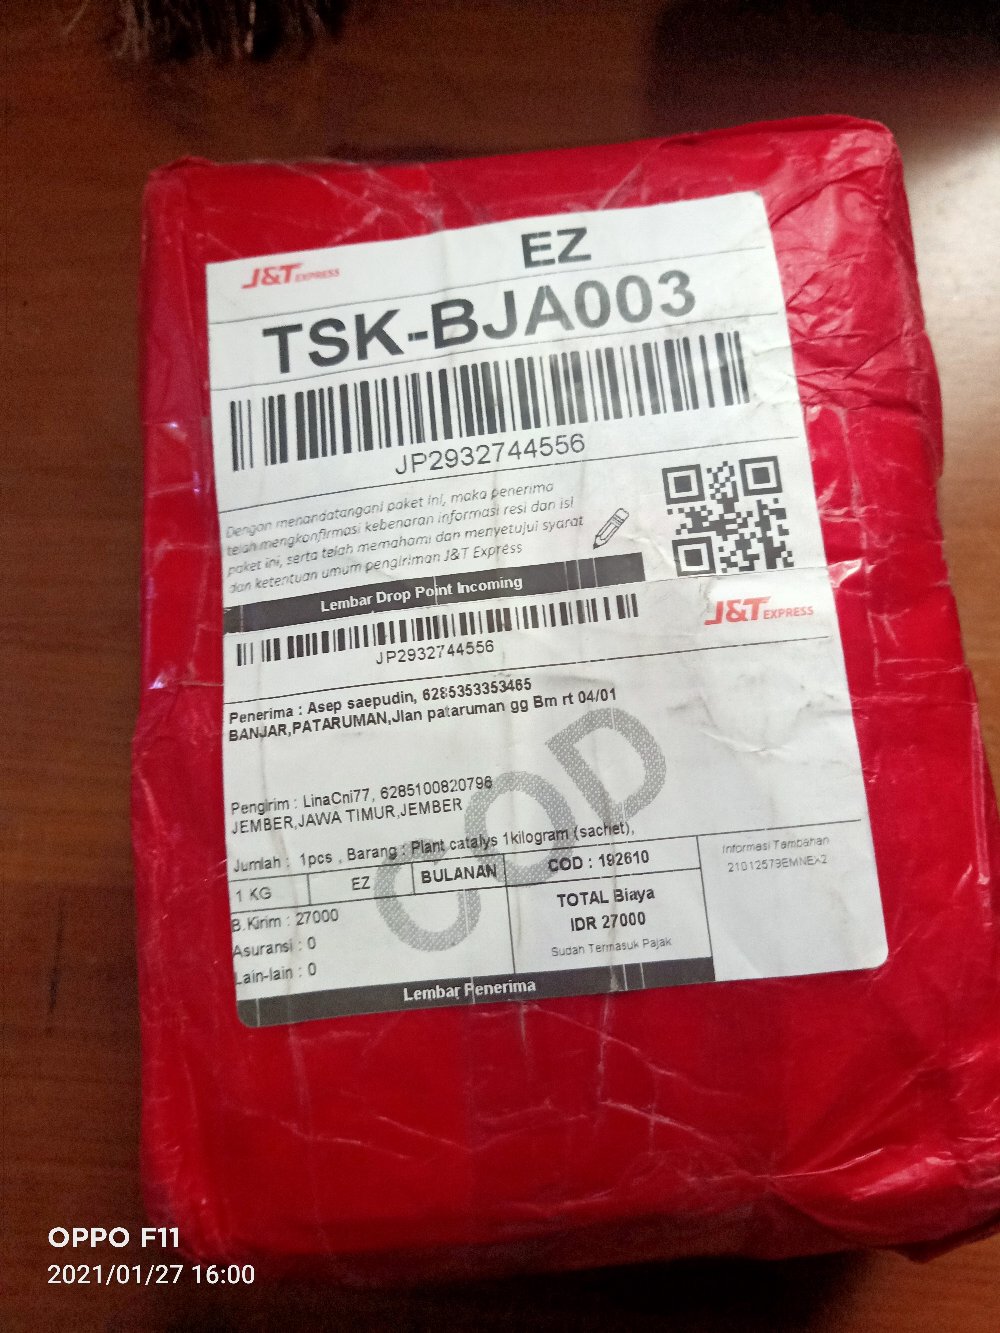 J&T EXPRESS
EZ
TSK-BJA003
JP2932744556
Dengan menandatangani paket ini, maka penerima
telah mengkonfirmasi kebenaran informasi resi dan isi
paket ini, serta telah memahami dan menyetujui syarat
dan ketentuan umum pengiriman J&T Express
Lembar Drop Point Incoming
JP2932744556
J&T EXPRESS
Penerima : Asep saepudin, 6285353353465
BANJAR,PATARUMAN,Jlan pataruman gg Bm rt 04/01
COD
Pengirim : LinaCni77, 6285100820796
JEMBER,JAWA TIMUR,JEMBER
Jumlah : 1pcs , Barang : Plant catalys 1kilogram (sachet),
1 KG
EZ
BULANAN
COD : 192610
Informasi Tambahan
B.Kirim : 27000
Asuransi : 0
Lain-lain : 0
TOTAL Biaya
IDR 27000
Sudah Termasuk Pajak
Lembar Penerima
OPPO F11
2021/01/27 16:00